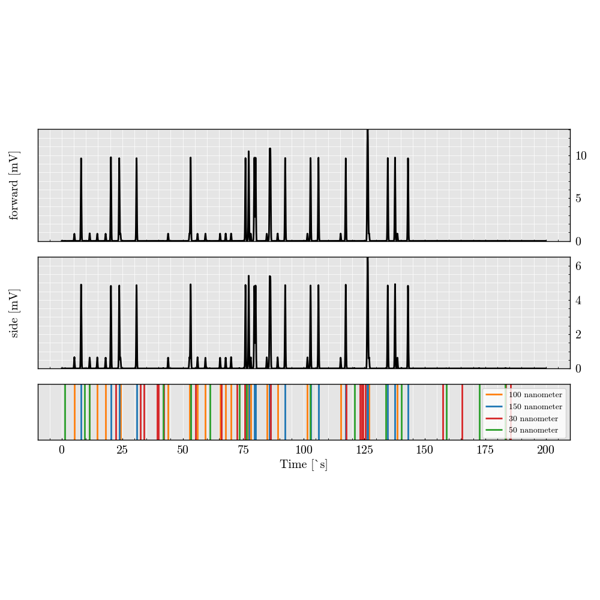 forward [mV]
10
5
0
side [mV]
6
4
2
0
100 nanometer
150 nanometer
30 nanometer
50 nanometer
0 25 50 75 100 125 150 175 200
Time [`s]